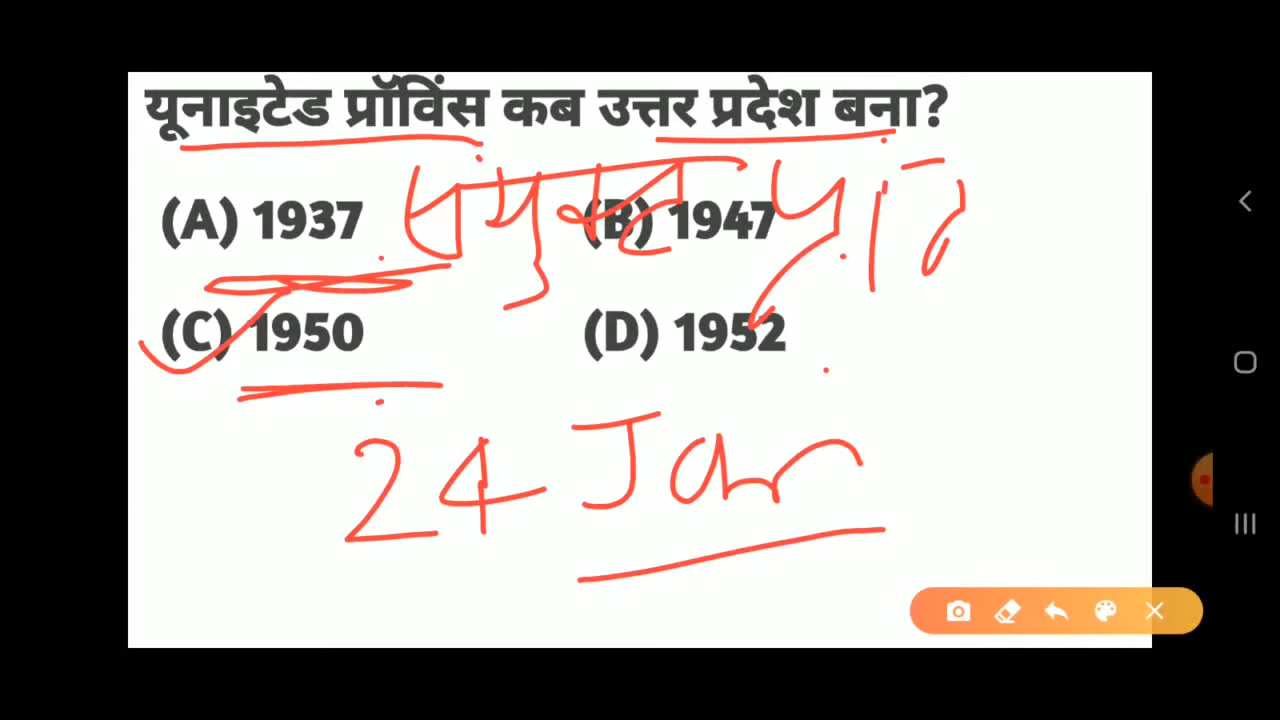 यूनाइटेड प्रॉविंस कब उत्तर प्रदेश बना?
(A) 1937 (B) 1947
(C) 1950 (D) 1952
24 Jan